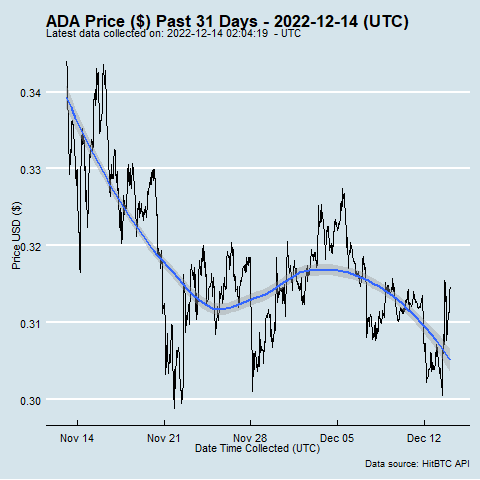 ADA Price ($) Past 31 Days - 2022-12-14 (UTC)
Latest data collected on: 2022-12-14 02:04:19 - UTC
0.34
0.33
0.32
0.31
0.30
Price USD ($)
Nov 14
Nov 21
Nov 28
Dec 05
Dec 12
Date Time Collected (UTC)
Data source: HitBTC API